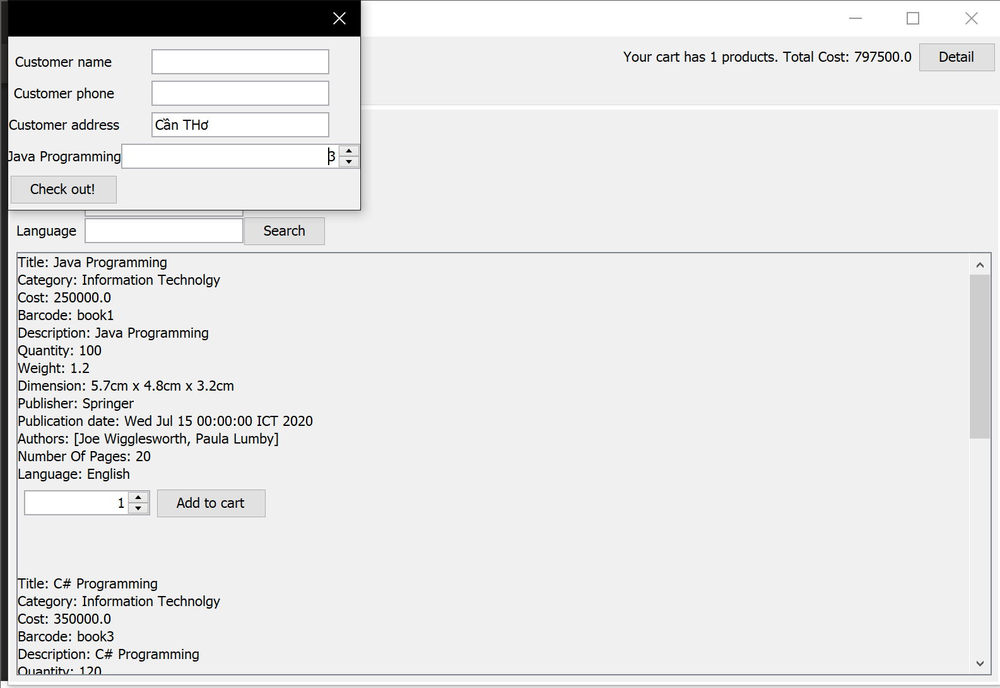 Your cart has 1 products. Total Cost: 797500.0 Detail
Customer name
Customer phone
Customer address Cần THơ
Java Programming 3
Check out!
Language Search
Title: Java Programming
Category: Information Technolgy
Cost: 250000.0
Barcode: book1
Description: Java Programming
Quantity: 100
Weight: 1.2
Dimension: 5.7cm x 4.8cm x 3.2cm
Publisher: Springer
Publication date: Wed Jul 15 00:00:00 ICT 2020
Authors: [Joe Wigglesworth, Paula Lumby]
Number Of Pages: 20
Language: English
1 Add to cart
Title: C# Programming
Category: Information Technolgy
Cost: 350000.0
Barcode: book3
Description: C# Programming
Quantity: 120